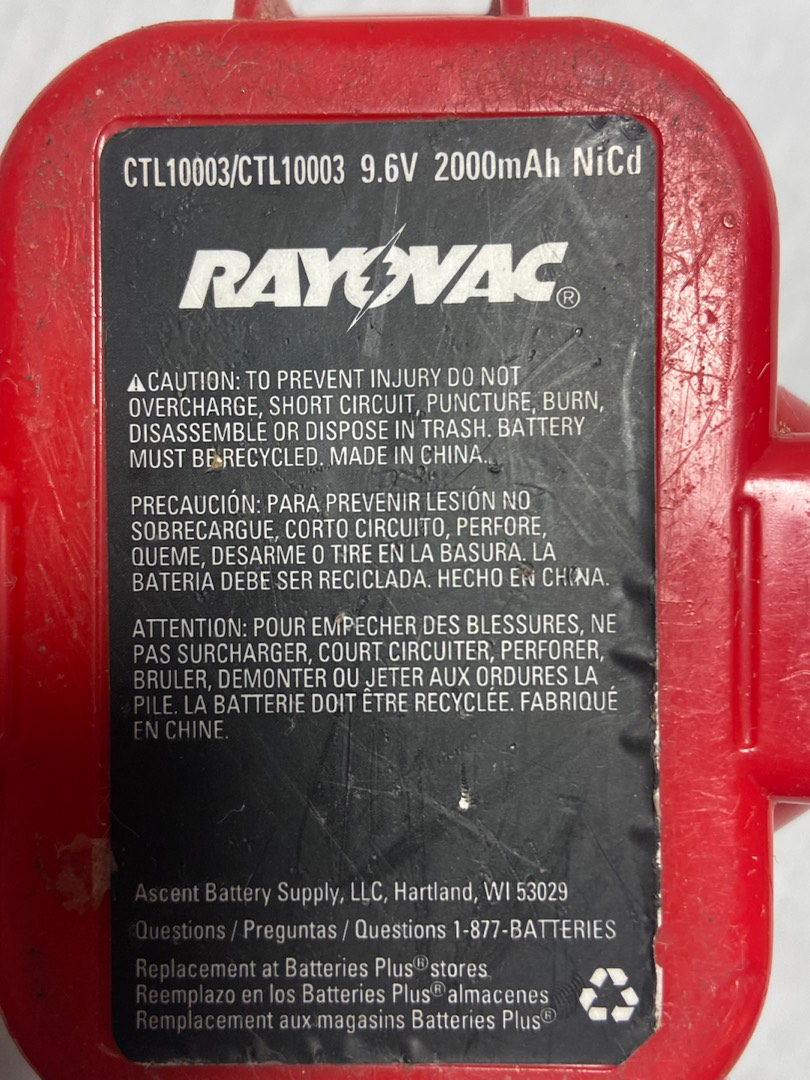 CTL10003/CTL10003 9.6V 2000mAh NiCd
RAYOVAC®
⚠CAUTION: TO PREVENT INJURY DO NOT
OVERCHARGE, SHORT CIRCUIT, PUNCTURE, BURN,
DISASSEMBLE OR DISPOSE IN TRASH. BATTERY
MUST BE RECYCLED. MADE IN CHINA.
PRECAUCIÓN: PARA PREVENIR LESIÓN NO
SOBRECARGUE, CORTO CIRCUITO, PERFORE,
QUEME, DESARME O TIRE EN LA BASURA. LA
BATERIA DEBE SER RECICLADA. HECHO EN CHINA.
ATTENTION: POUR EMPECHER DES BLESSURES, NE
PAS SURCHARGER, COURT CIRCUITER, PERFORER,
BRULER, DEMONTER OU JETER AUX ORDURES LA
PILE. LA BATTERIE DOIT ÊTRE RECYCLÉE. FABRIQUÉ
EN CHINE.
Ascent Battery Supply, LLC, Hartland, WI 53029
Questions / Preguntas / Questions 1-877-BATTERIES
Replacement at Batteries Plus® stores
Reemplazo en los Batteries Plus® almacenes
Remplacement aux magasins Batteries Plus®